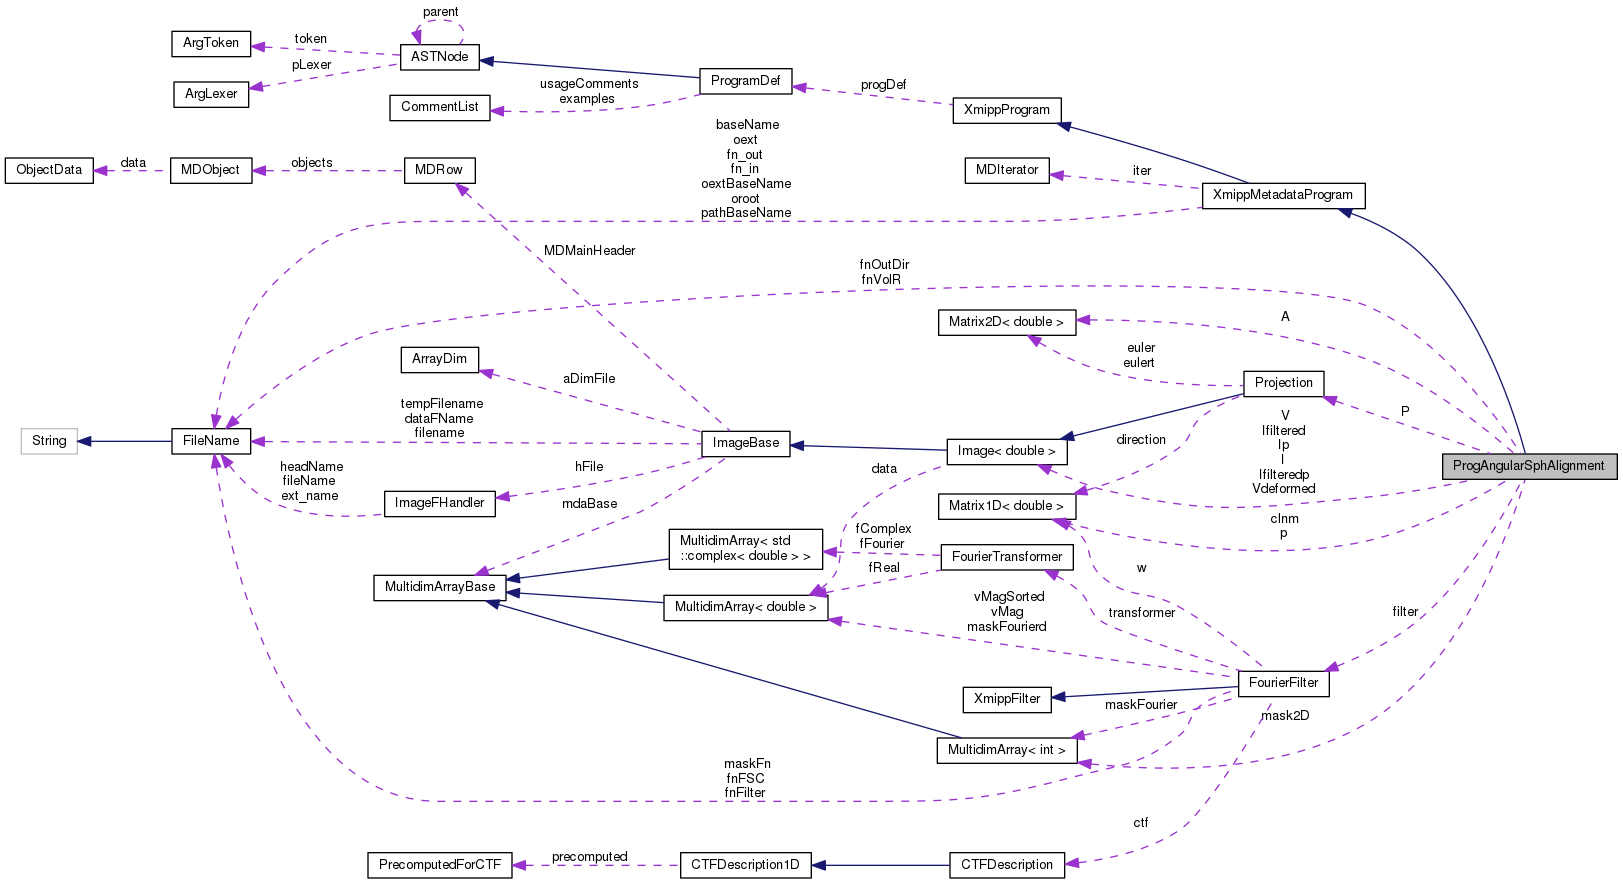 parent
ArgToken
token
ASTNode
pLexer
ArgLexer
ProgramDef
usageComments
examples
CommentList
progDef
XmippProgram
baseName
oext
fn_out
fn_in
oextBaseName
oroot
pathBaseName
ObjectData
data
MDObject
objects
MDRow
MDIterator
iter
XmippMetadataProgram
MDMainHeader
fnOutDir
fnVolR
Matrix2D< double >
A
euler
eulert
ArrayDim
aDimFile
Projection
P
tempFilename
dataFName
filename
String
FileName
ImageBase
Image< double >
direction
V
Ifiltered
Ip
I
Ifilteredp
Vdeformed
ProgAngularSphAlignment
headName
fileName
ext_name
hFile
data
ImageFHandler
mdaBase
Matrix1D< double >
clnm
p
MultidimArray< std
::complex< double > >
fComplex
fFourier
FourierTransformer
fReal
w
MultidimArrayBase
MultidimArray< double >
vMagSorted
vMag
maskFourierd
transformer
filter
FourierFilter
XmippFilter
maskFourier
mask2D
MultidimArray< int >
maskFn
fnFSC
fnFilter
ctf
PrecomputedForCTF
precomputed
CTFDescription1D
CTFDescription